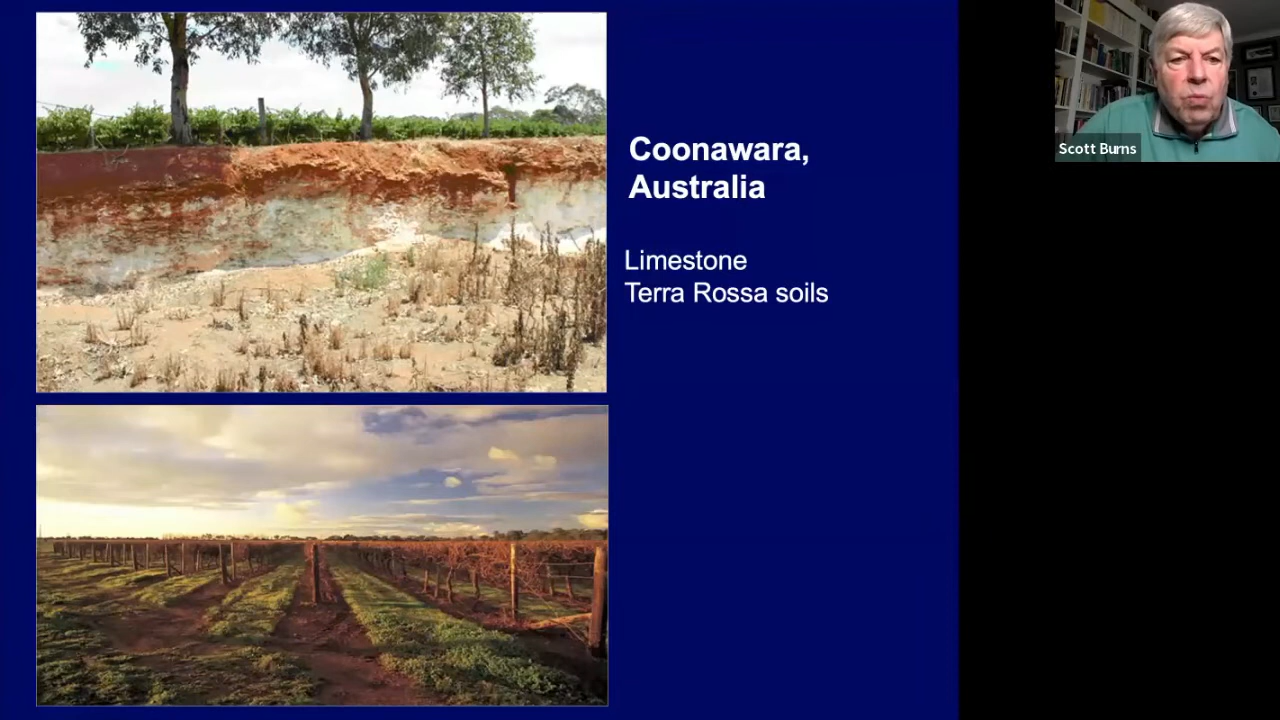 Coonawara,
Australia
Limestone
Terra Rossa soils
Scott Burns